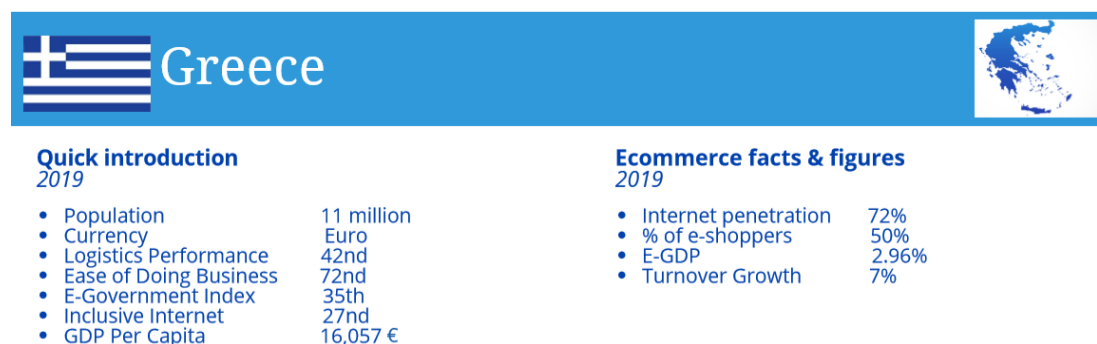 Greece
Quick introduction
2019
• Population 11 million
• Currency Euro
• Logistics Performance 42nd
• Ease of Doing Business 72nd
• E-Government Index 35th
• Inclusive Internet 27nd
• GDP Per Capita 16,057 €
Ecommerce facts & figures
2019
• Internet penetration 72%
• % of e-shoppers 50%
• E-GDP 2.96%
• Turnover Growth 7%